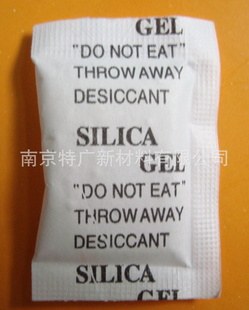 GEL
"DO NOT EAT"
THROW AWAY
DESICCANT
SILICA
南京特广新材料有限公司
GEL
"DO NOT EAT"
THROW AWAY
DESICCANT
SILICA
GEL